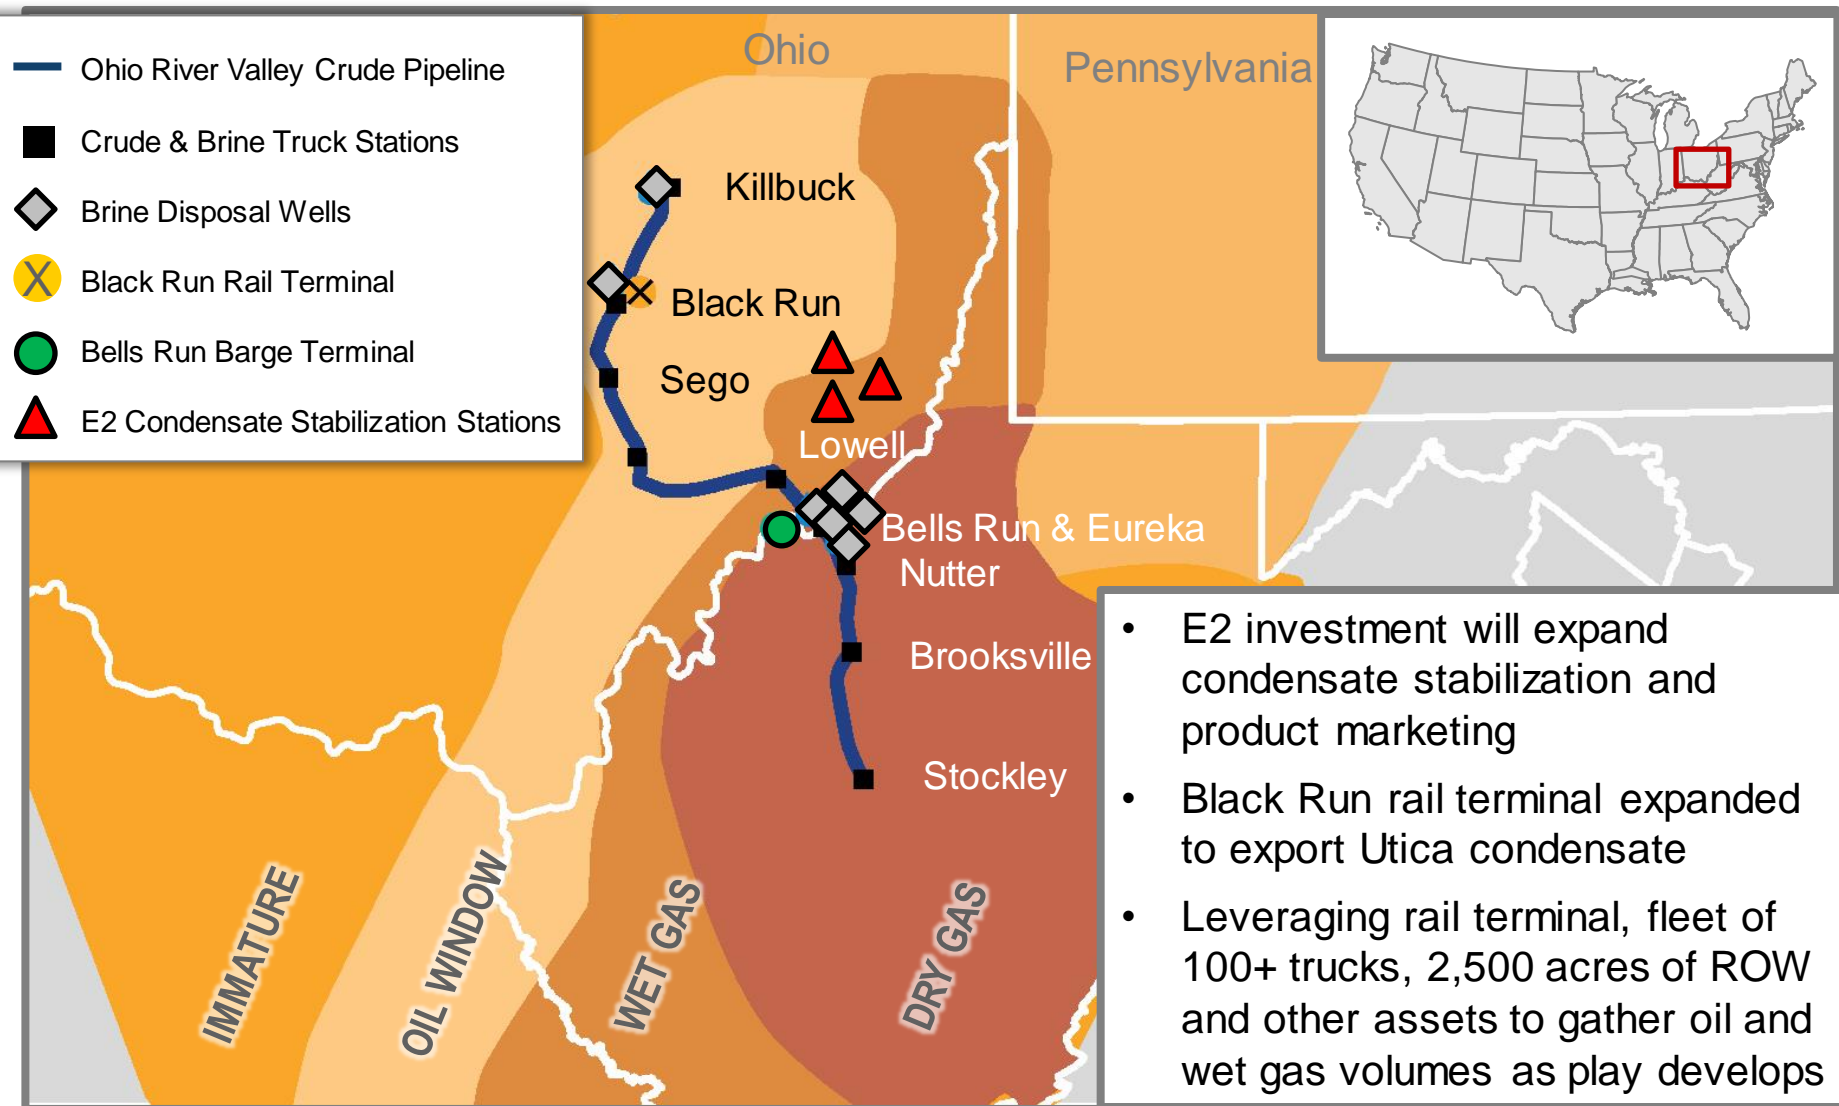 Ohio River Valley Crude Pipeline
Crude & Brine Truck Stations
Brine Disposal Wells
X Black Run Rail Terminal
Bells Run Barge Terminal
E2 Condensate Stabilization Stations
Ohio
Pennsylvania
Killbuck
Black Run
Sego
Lowell
Bells Run & Eureka
Nutter
Brooksville
Stockley
IMMATURE
OIL WINDOW
WET GAS
DRY GAS
• E2 investment will expand
condensate stabilization and
product marketing
• Black Run rail terminal expanded
to export Utica condensate
• Leveraging rail terminal, fleet of
100+ trucks, 2,500 acres of ROW
and other assets to gather oil and
wet gas volumes as play develops